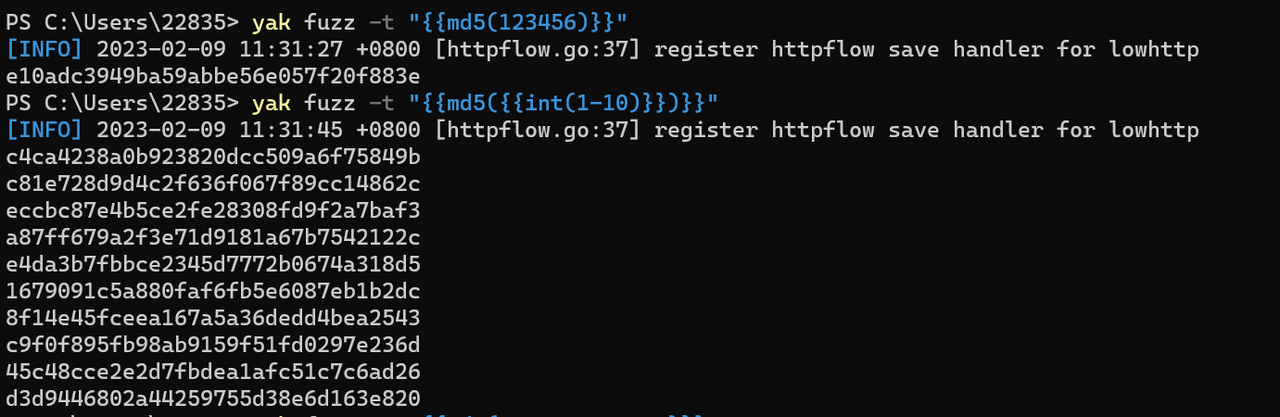 PS C:\Users\22835> yak fuzz -t "{{md5(123456)}}"
[INFO] 2023-02-09 11:31:27 +0800 [httpflow.go:37] register httpflow save handler for lowhttp
e10adc3949ba59abbe56e057f20f883e
PS C:\Users\22835> yak fuzz -t "{{md5({{int(1-10)}})}}"
[INFO] 2023-02-09 11:31:45 +0800 [httpflow.go:37] register httpflow save handler for lowhttp
c4ca4238a0b923820dcc509a6f75849b
c81e728d9d4c2f636f067f89cc14862c
eccbc87e4b5ce2fe28308fd9f2a7baf3
a87ff679a2f3e71d9181a67b7542122c
e4da3b7fbbce2345d7772b0674a318d5
1679091c5a880faf6fb5e6087eb1b2dc
8f14e45fceea167a5a36dedd4bea2543
c9f0f895fb98ab9159f51fd0297e236d
45c48cce2e2d7fbdea1afc51c7c6ad26
d3d9446802a44259755d38e6d163e820